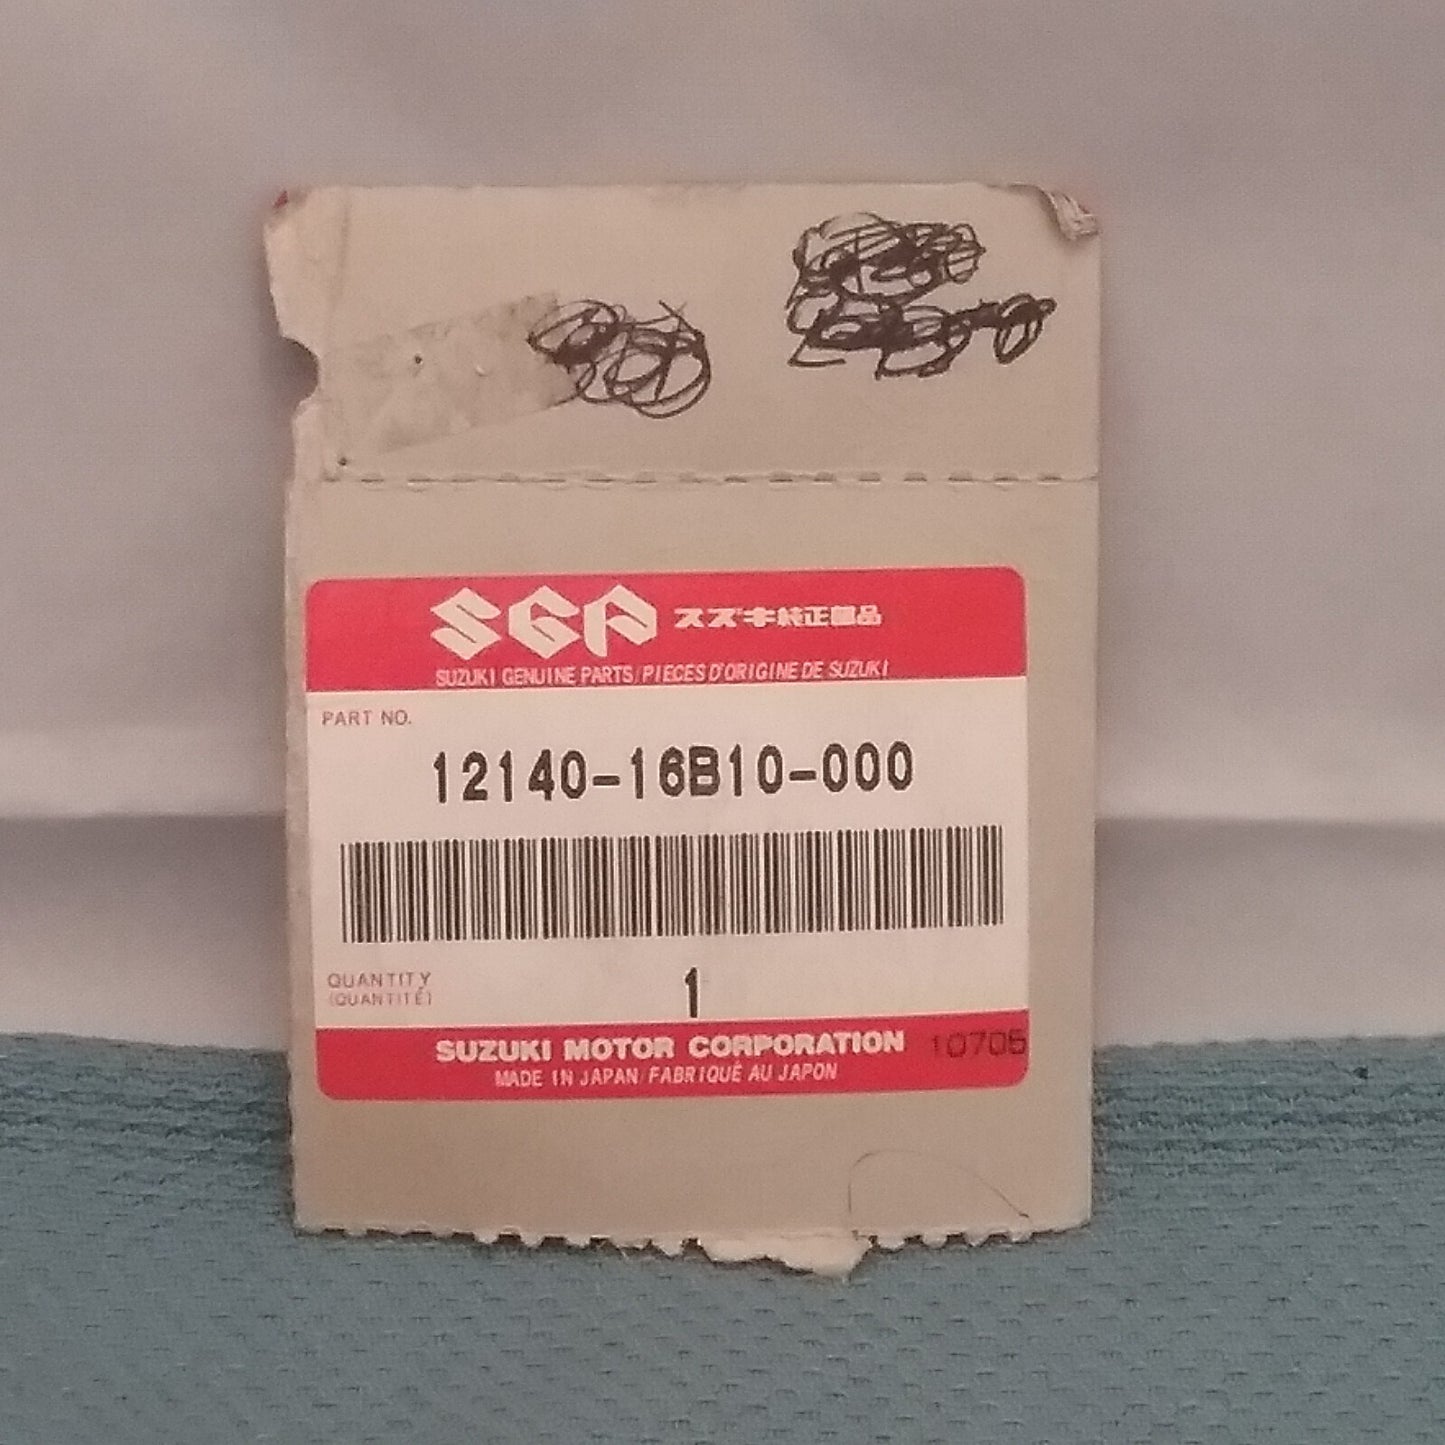 SGP スズキ純正部品
SUZUKI GENUINE PARTS/PIECES D'ORIGINE DE SUZUKI
PART NO.
12140-16B10-000
QUANTITY
(QUANTITÉ)
1
SUZUKI MOTOR CORPORATION 10705
MADE IN JAPAN/FABRIQUÉ AU JAPON